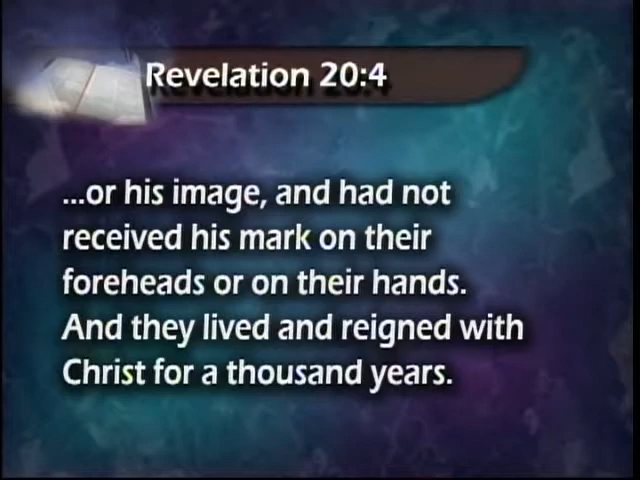 Revelation 20:4
...or his image, and had not
received his mark on their
foreheads or on their hands.
And they lived and reigned with
Christ for a thousand years.